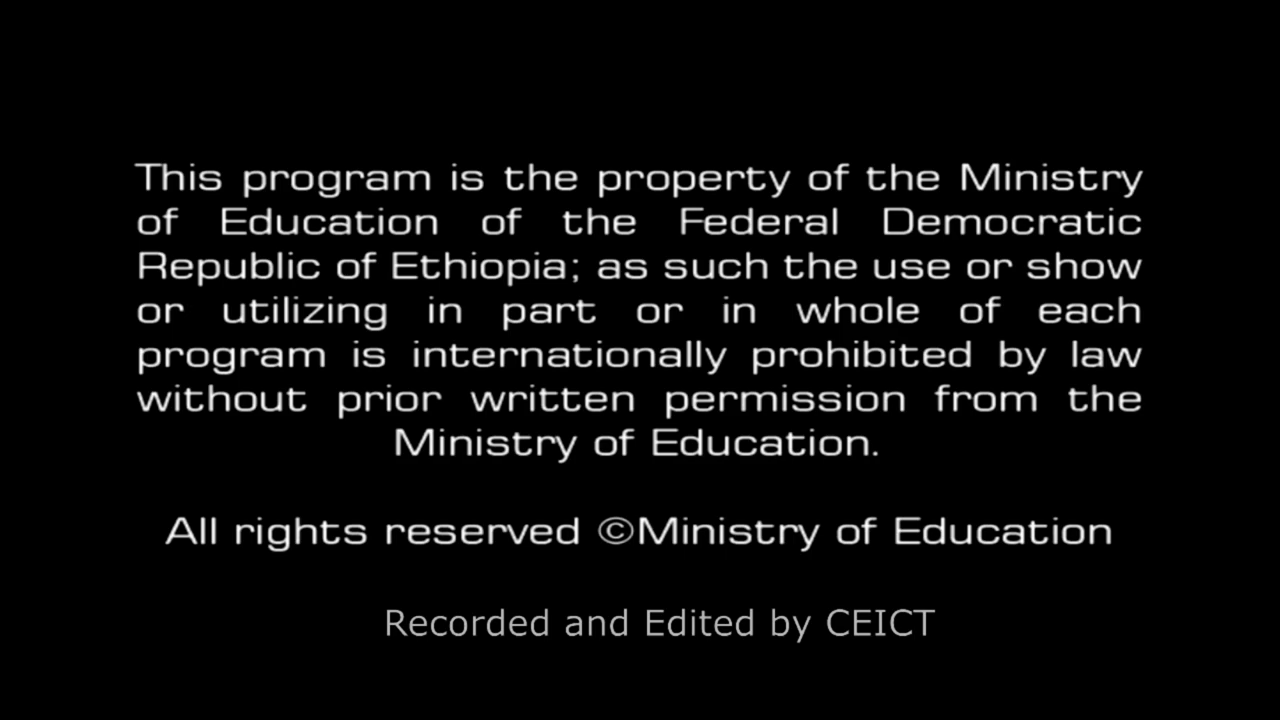 This program is the property of the Ministry
of Education of the Federal Democratic
Republic of Ethiopia; as such the use or show
or utilizing in part or in whole of each
program is internationally prohibited by law
without prior written permission from the
Ministry of Education.
All rights reserved ©Ministry of Education
Recorded and Edited by CEICT